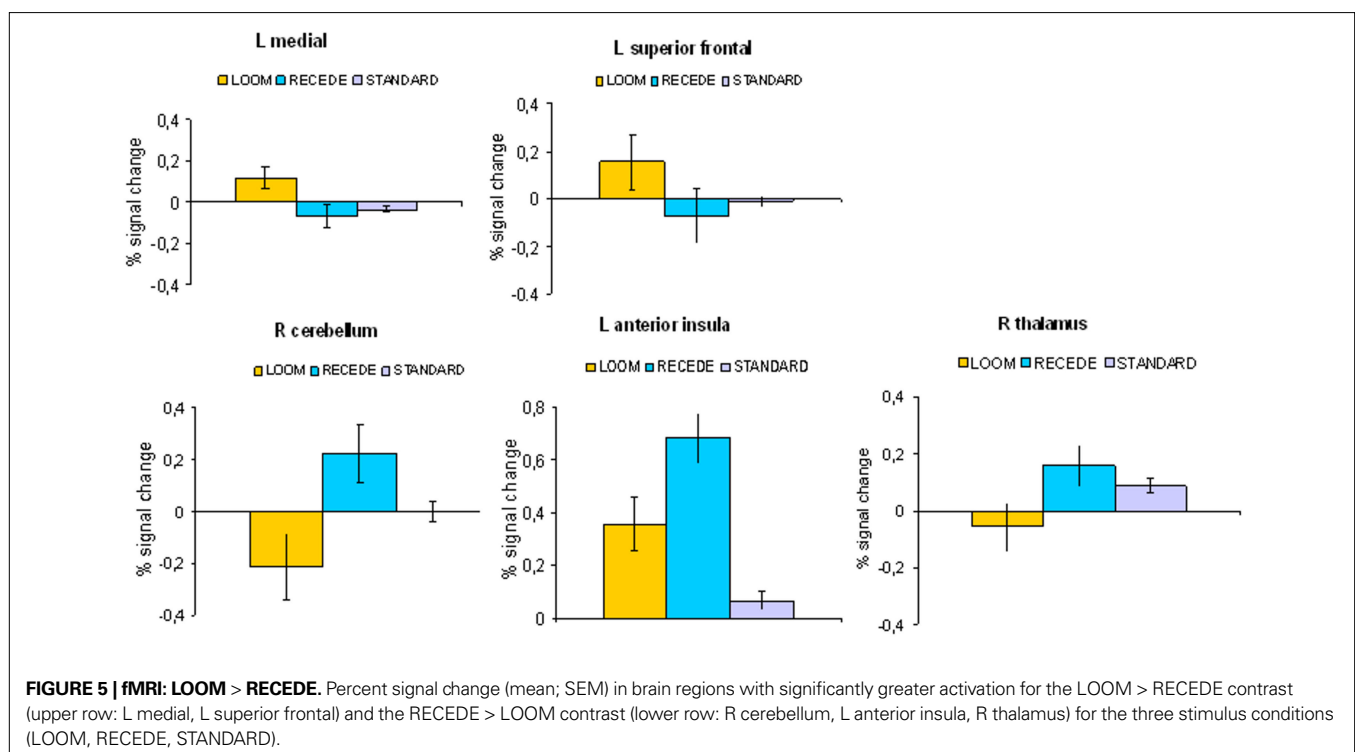 L medial
LOOM RECEDE STANDARD
0,4
0,2
0
-0,2
-0,4
% signal change
L superior frontal
LOOM RECEDE STANDARD
0,4
0,2
0
-0,2
-0.4
% signal change
R cerebellum
LOOM RECEDE STANDARD
0,4
0,2
0
-0,2
-0,4
% signal change
L anterior insula
LOOM RECEDE STANDARD
0,8
0,6
0,4
0,2
0
% signal change
R thalamus
LOOM RECEDE STANDARD
0,4
0,2
0
-0,2
-0,4
% signal change
FIGURE 5 | fMRI: LOOM > RECEDE. Percent signal change (mean; SEM) in brain regions with significantly greater activation for the LOOM > RECEDE contrast
(upper row: L medial, L superior frontal) and the RECEDE > LOOM contrast (lower row: R cerebellum, L anterior insula, R thalamus) for the three stimulus conditions
(LOOM, RECEDE, STANDARD).